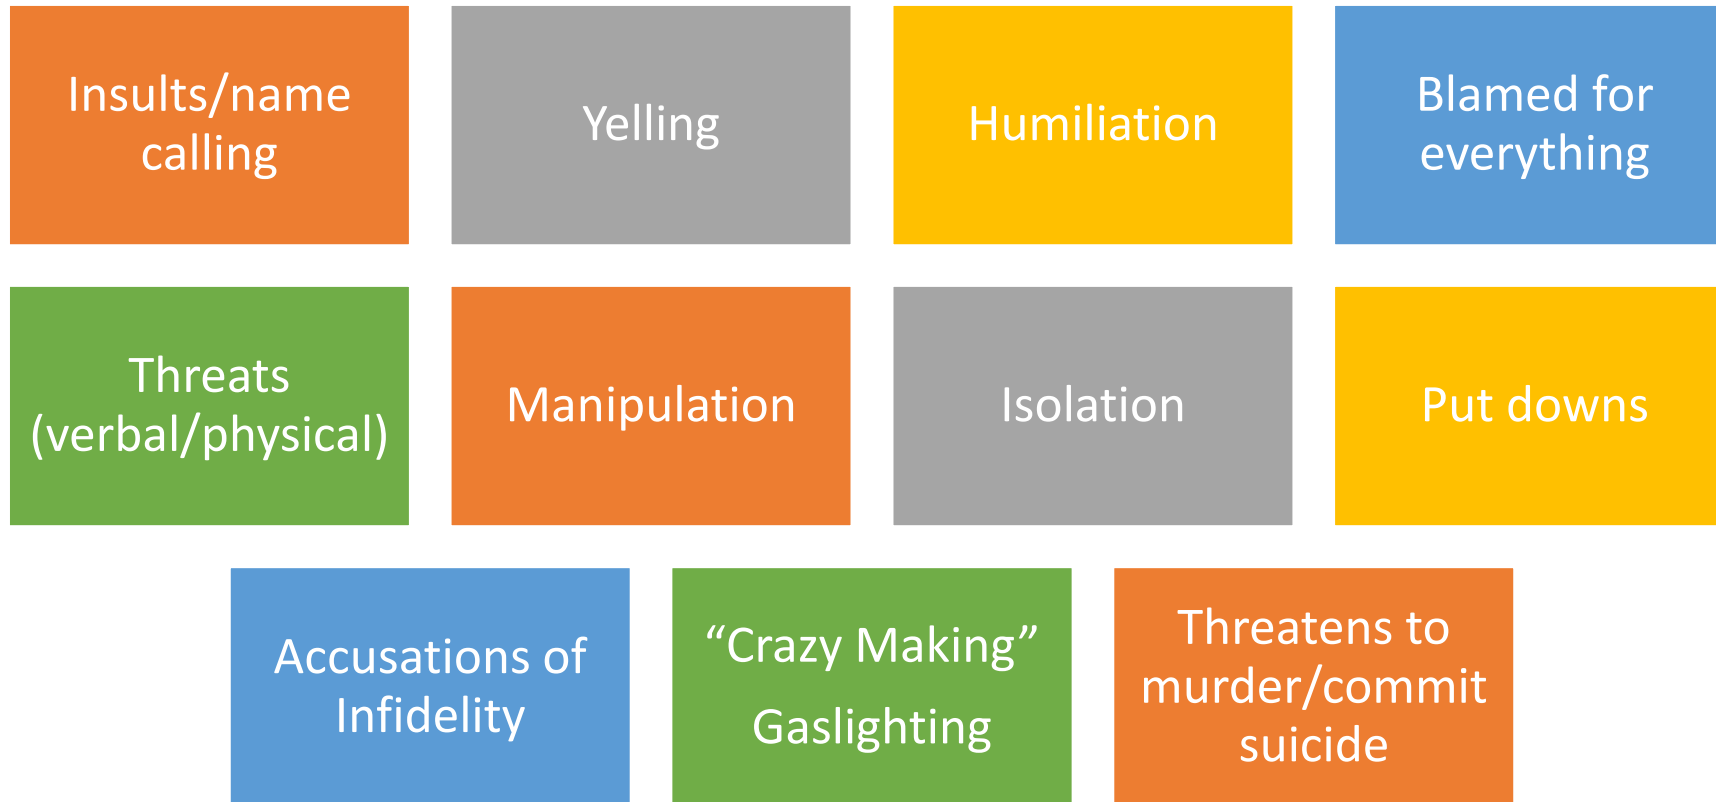 Insults/name
calling
Yelling
Humiliation
Blamed for
everything
Threats
(verbal/physical)
Manipulation
Isolation
Put downs
Accusations of
Infidelity
“Crazy Making”
Gaslighting
Threatens to
murder/commit
suicide